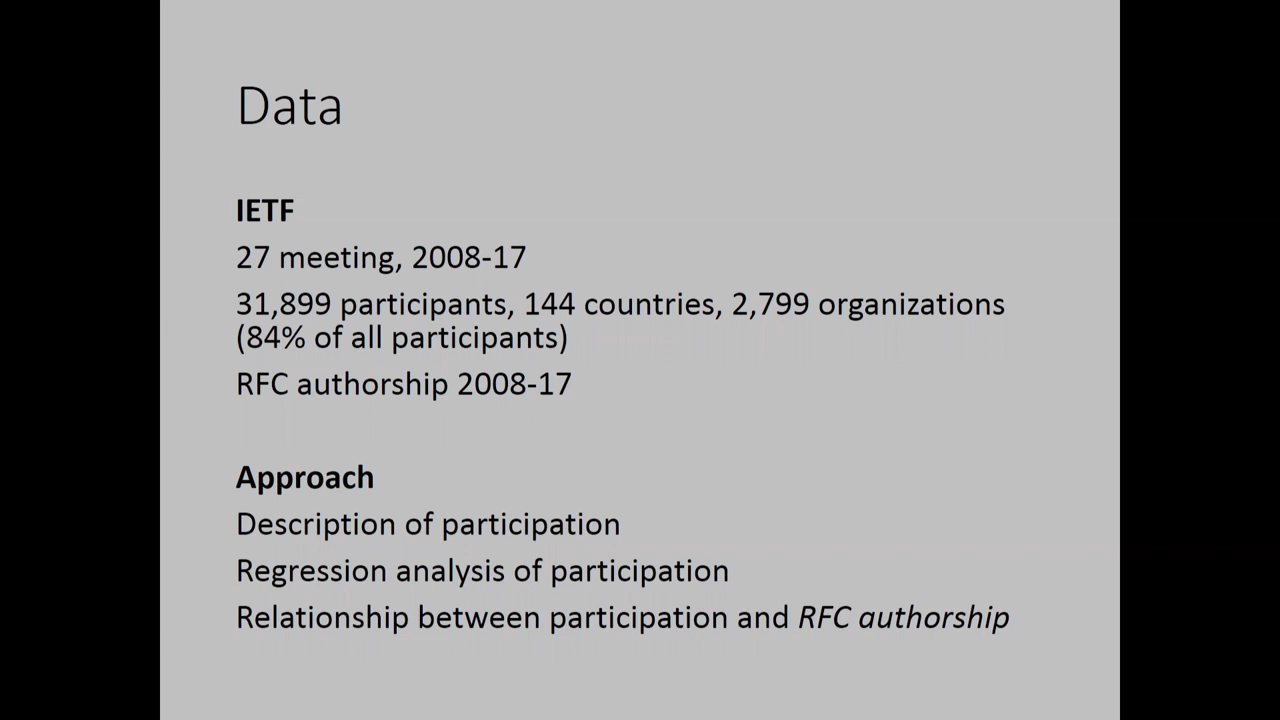 Data
IETF
27 meeting, 2008-17
31,899 participants, 144 countries, 2,799 organizations
(84% of all participants)
RFC authorship 2008-17
Approach
Description of participation
Regression analysis of participation
Relationship between participation and RFC authorship